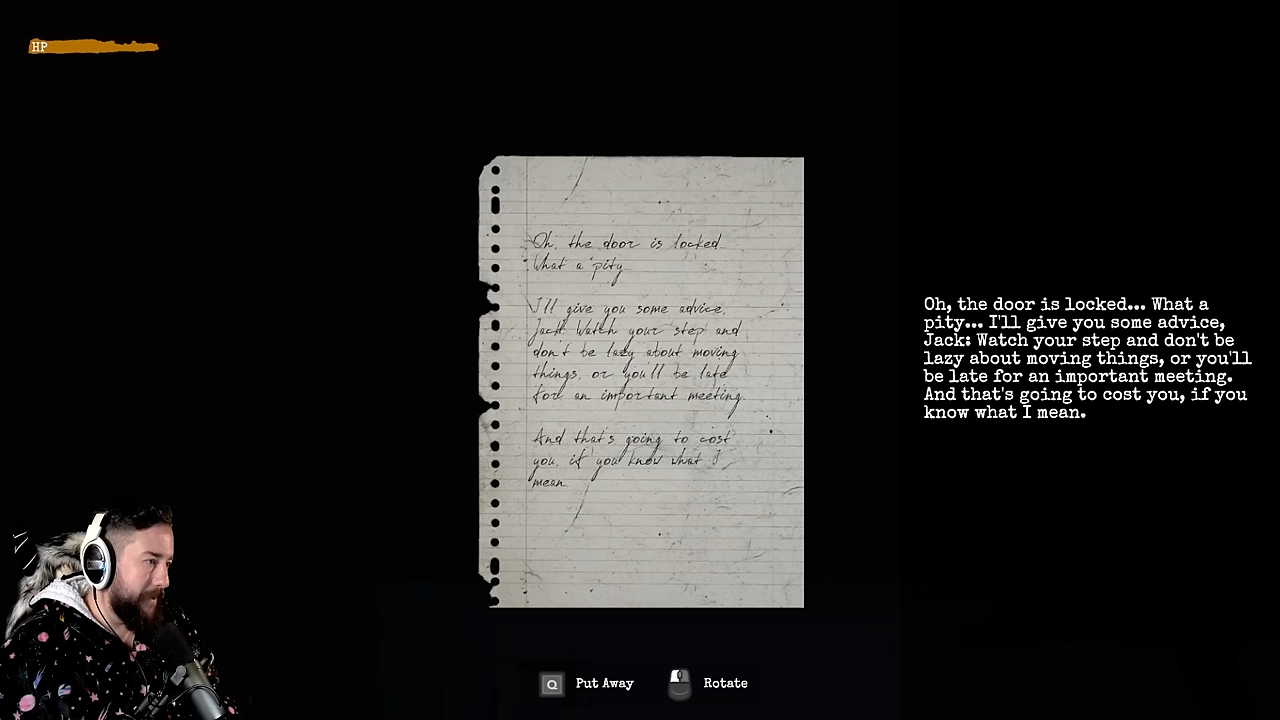 HP
Oh, the door is locked...
What a pity...
I'll give you some advice,
Jack: Watch your step and
don't be lazy about moving
things, or you'll be late
for an important meeting.
And that's going to cost
you, if you know what I
mean.
Oh, the door is locked... What a
pity... I'll give you some advice,
Jack: Watch your step and don't be
lazy about moving things, or you'll
be late for an important meeting.
And that's going to cost you, if you
know what I mean.
Q Put Away Rotate